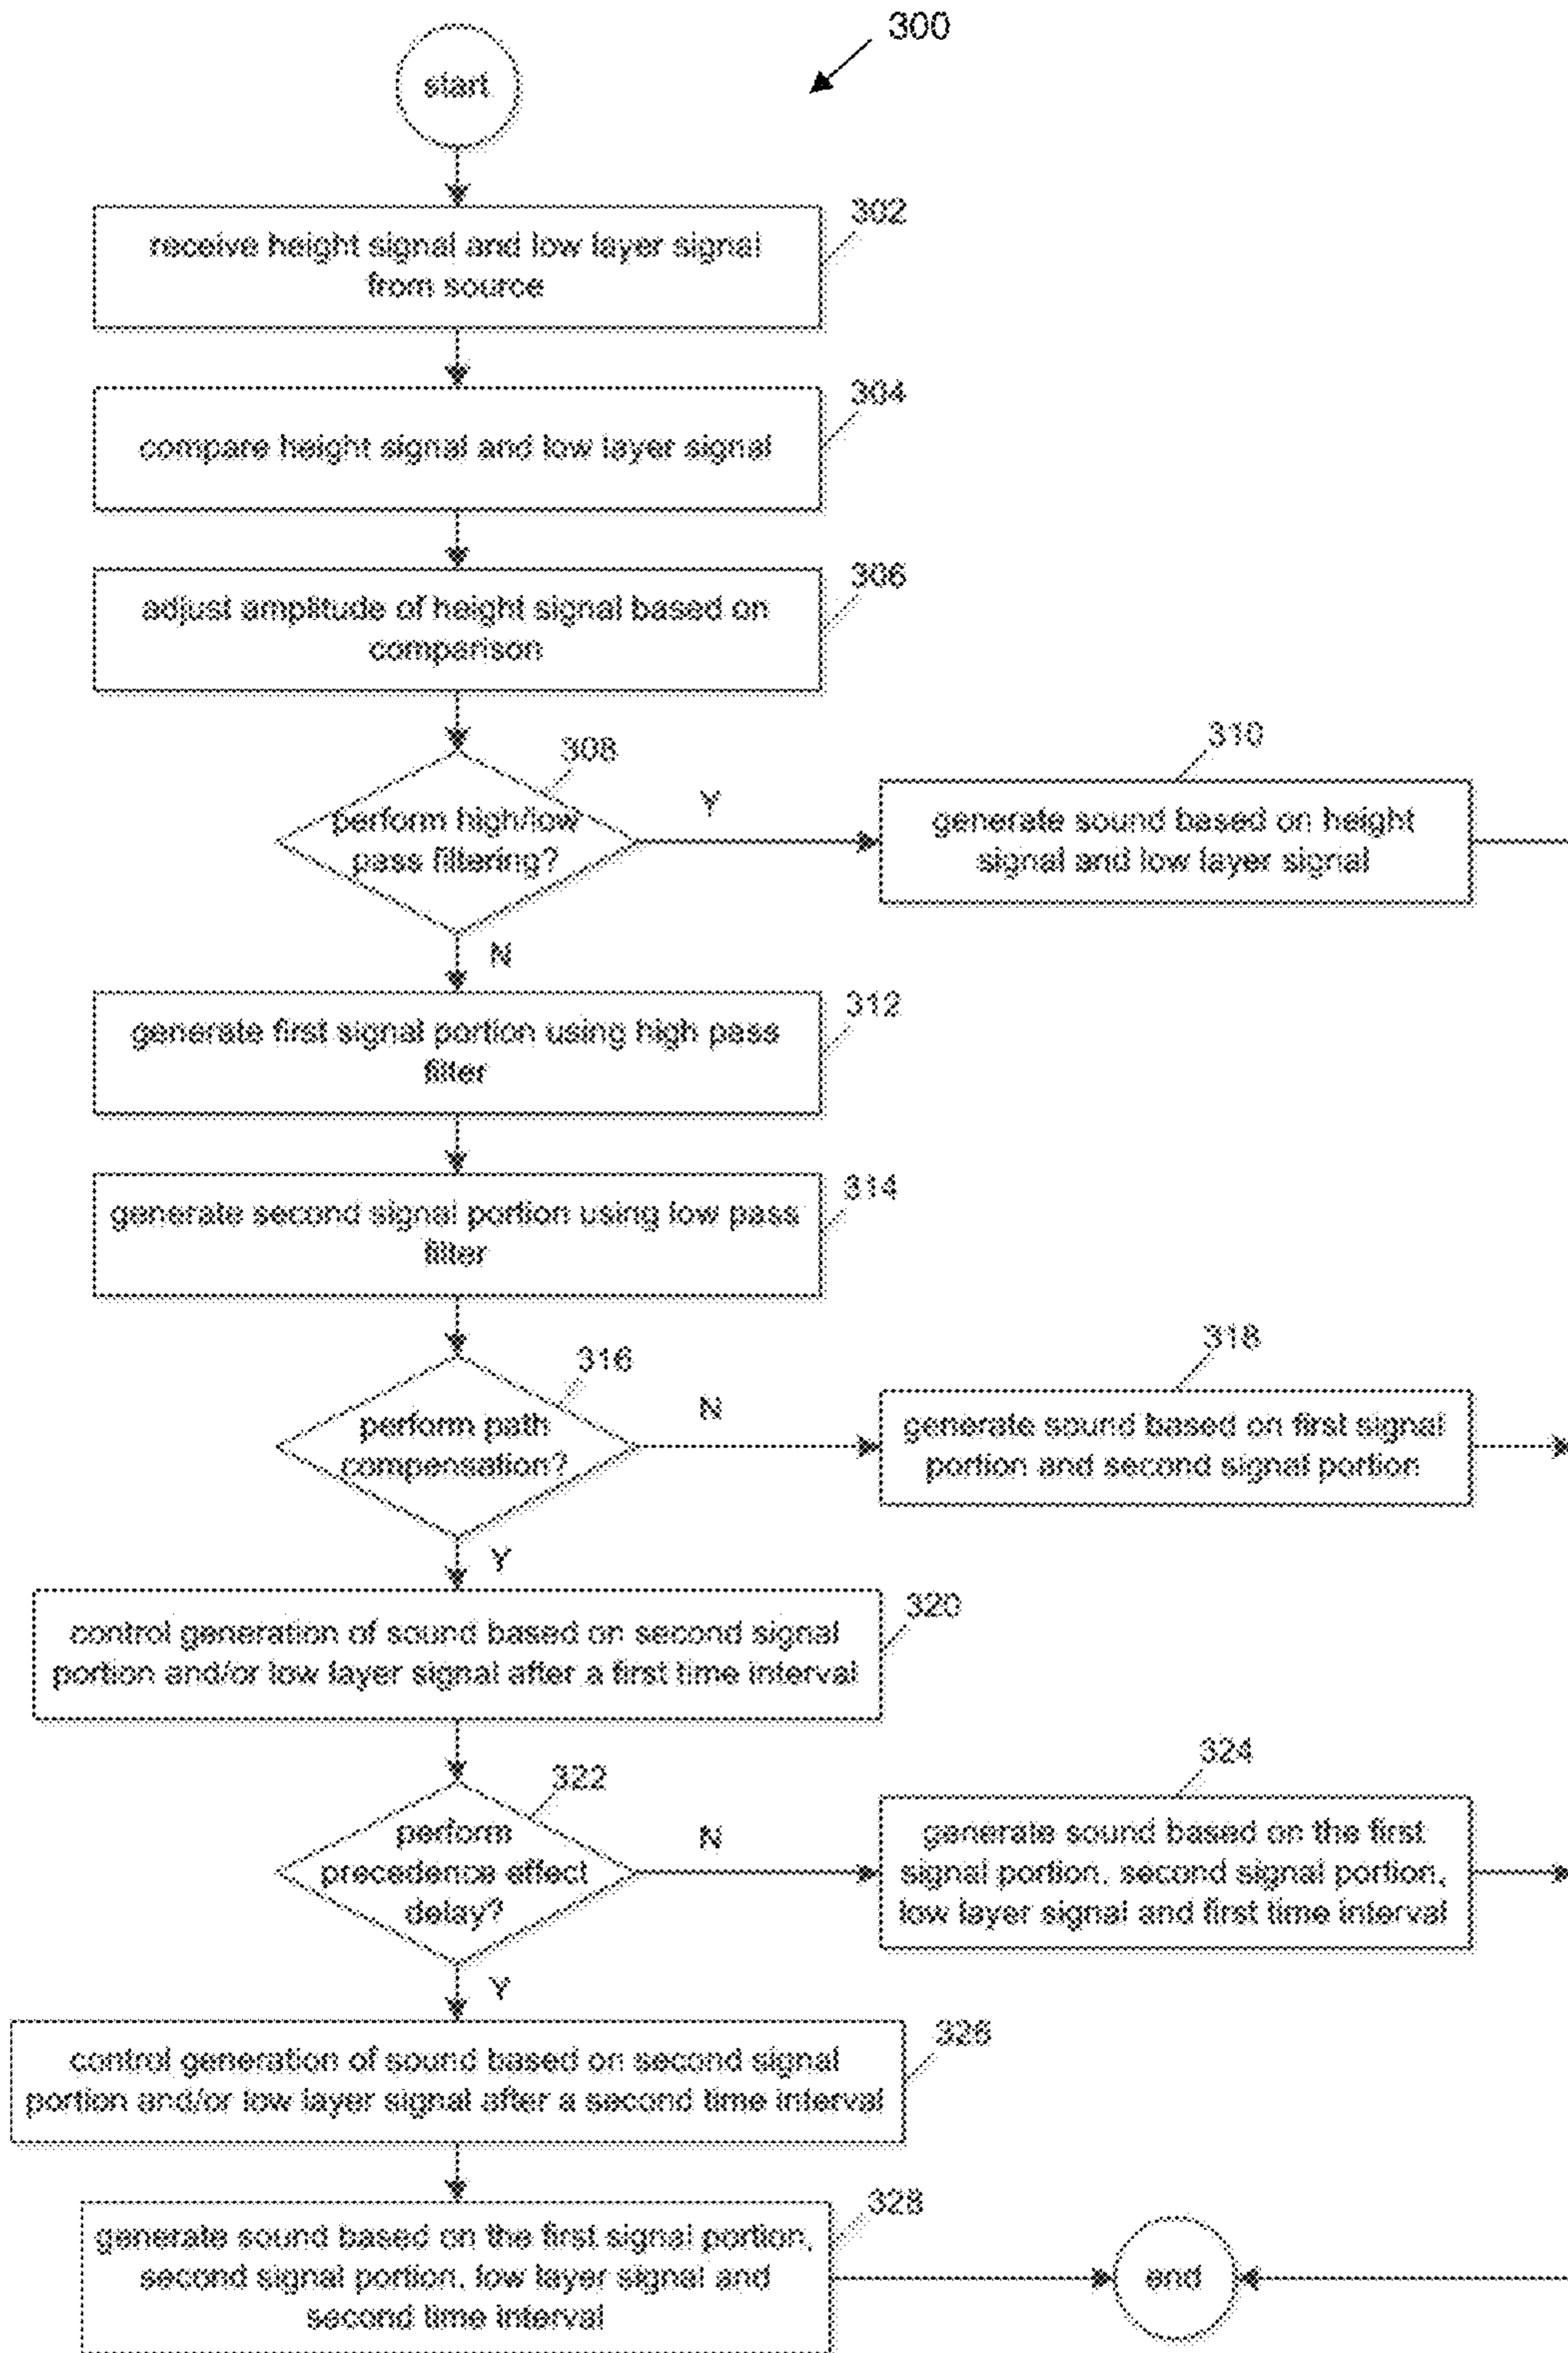 300
start
302
receive height signal and low layer signal
from source
304
compare height signal and low layer signal
306
adjust amplitude of height signal based on
comparison
308
perform high/low
pass filtering?
Y
310
generate sound based on height
signal and low layer signal
N
312
generate first signal portion using high pass
filter
314
generate second signal portion using low pass
filter
316
perform path
compensation?
N
318
generate sound based on first signal
portion and second signal portion
Y
320
control generation of sound based on second signal
portion and/or low layer signal after a first time interval
322
perform
precedence effect
delay?
N
324
generate sound based on the first
signal portion, second signal portion,
low layer signal and first time interval
Y
326
control generation of sound based on second signal
portion and/or low layer signal after a second time interval
328
generate sound based on the first signal portion,
second signal portion, low layer signal and
second time interval
end